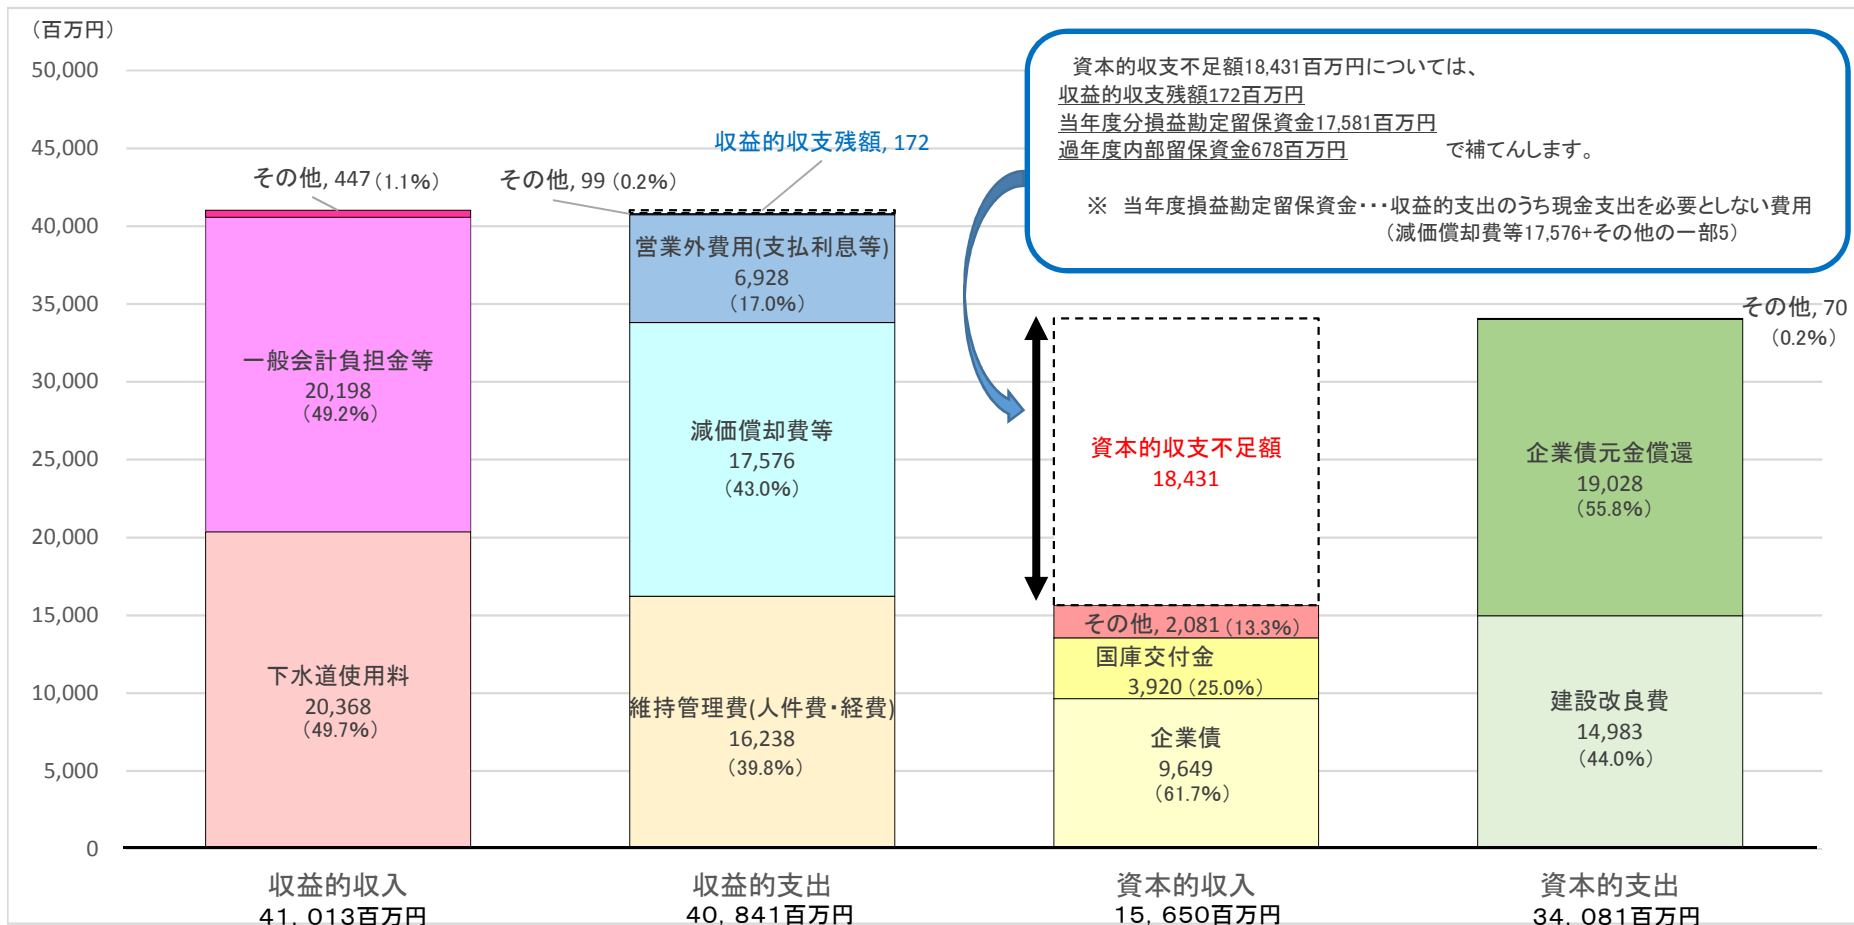 （百万円）
50,000
45,000
40,000
35,000
30,000
25,000
20,000
15,000
10,000
5,000
0
その他, 447（1.1%）
一般会計負担金等
20,198
（49.2%）
下水道使用料
20,368
（49.7%）
収益的収支残額, 172
その他, 99（0.2%）
営業外費用(支払利息等)
6,928
（17.0%）
減価償却費等
17,576
（43.0%）
維持管理費(人件費・経費)
16,238
（39.8%）
資本的収支不足額18,431百万円については、
収益的収支残額172百万円
当年度分損益勘定留保資金17,581百万円
過年度内部留保資金678百万円　で補てんします。
※　当年度損益勘定留保資金・・・収益的支出のうち現金支出を必要としない費用
（減価償却費等17,576+その他の一部5）
資本的収支不足額
18,431
その他, 2,081（13.3%）
国庫交付金
3,920（25.0%）
企業債
9,649
（61.7%）
その他, 70
（0.2%）
企業債元金償還
19,028
（55.8%）
建設改良費
14,983
（44.0%）
収益的収入
41，013百万円
収益的支出
40，841百万円
資本的収入
15，650百万円
資本的支出
34，081百万円